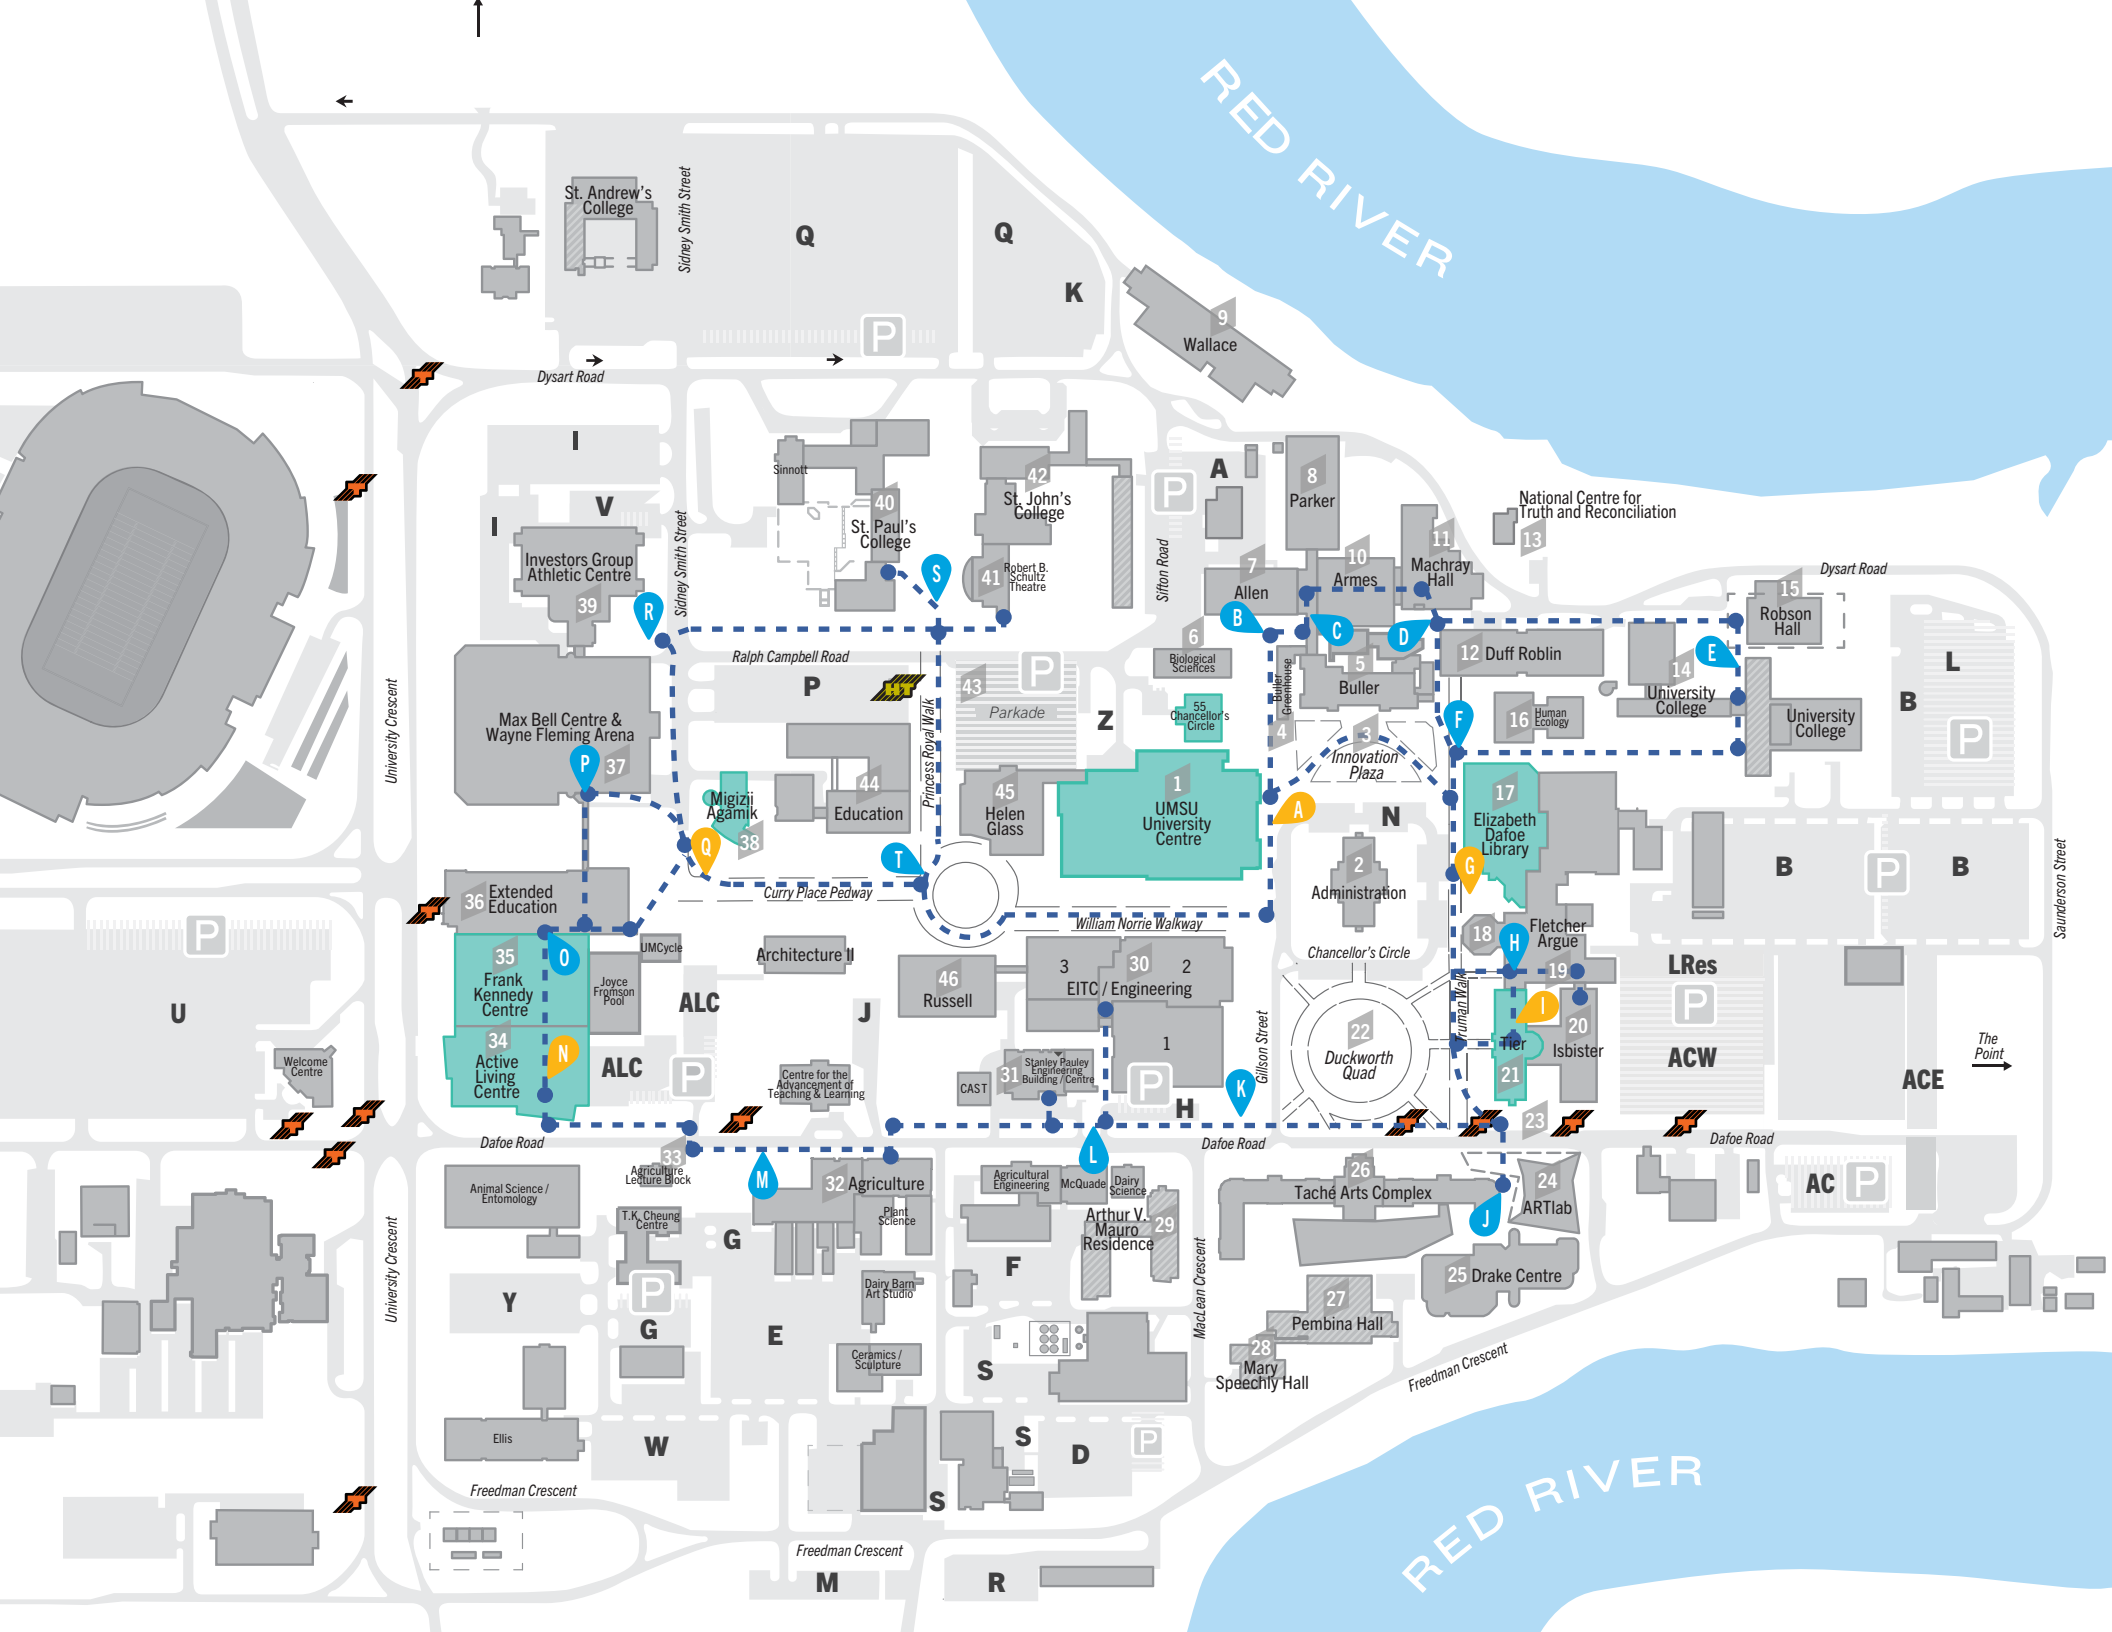 RED RIVER
St. Andrew's
College
Sidney Smith Street
Q
Q
K
P
9
Wallace
Dysart Road
I
V
I
Sinnott
40
St. Paul's
College
42
St. John's
College
41
Robert B.
Schultz
Theatre
S
A
P
8
Parker
National Centre for
Truth and Reconciliation
13
11
Machray
Hall
10
Armes
7
Allen
Sifton Road
Dysart Road
15
Robson
Hall
Investors Group
Athletic Centre
39
R
Sidney Smith Street
Ralph Campbell Road
P
HT
43
Parkade
P
Z
6
Biological
Sciences
55
Chancellor's
Circle
B
C
D
5
Buller
Buller
Greenhouse
4
3
Innovation
Plaza
12
Duff Roblin
16
Human
Ecology
14
University
College
E
University
College
L
B
P
F
University Crescent
Max Bell Centre &
Wayne Fleming Arena
P
37
Migizii
Agamik
38
Q
44
Education
Princess Royal Walk
45
Helen
Glass
1
UMSU
University
Centre
A
N
2
Administration
17
Elizabeth
Dafoe
Library
G
B
P
B
Saunderson Street
T
Curry Place Pedway
William Norrie Walkway
Chancellor's Circle
36
Extended
Education
O
UMCycle
Architecture II
18
Fletcher
Argue
H
19
P
U
35
Frank
Kennedy
Centre
Joyce
Fromson
Pool
ALC
46
Russell
3
30
2
EITC / Engineering
1
LRes
P
J
Truman Walk
I
20
Isbister
Tier
21
ACW
ACE
The
Point
34
Active
Living
Centre
N
ALC
P
Welcome
Centre
Centre for the
Advancement of
Teaching & Learning
CAST
31
Stanley Pauley
Engineering
Building / Centre
P
H
K
Gillson Street
22
Duckworth
Quad
23
Dafoe Road
Dafoe Road
Dafoe Road
33
Agriculture
Lecture Block
M
32
Agriculture
Plant
Science
L
Agricultural
Engineering
McQuade
Dairy
Science
Arthur V.
Mauro
Residence
29
26
Taché Arts Complex
J
24
ARTlab
AC
P
Animal Science /
Entomology
T.K. Cheung
Centre
G
P
G
Y
E
Dairy Barn
Art Studio
Ceramics /
Sculpture
F
S
MacLean Crescent
25
Drake Centre
27
Pembina Hall
28
Mary
Speechly Hall
Freedman Crescent
University Crescent
Ellis
W
S
S
D
P
Freedman Crescent
Freedman Crescent
M
R
RED RIVER